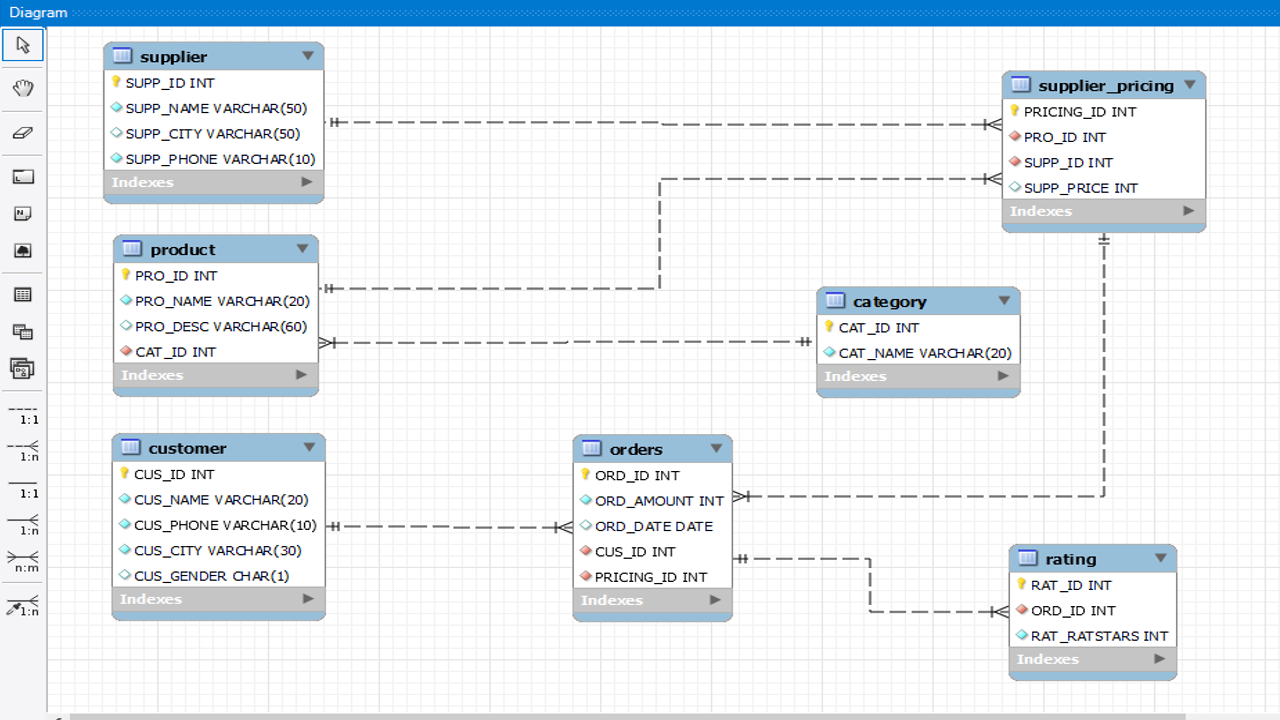 Diagram
supplier
SUPP_ID INT
SUPP_NAME VARCHAR(50)
SUPP_CITY VARCHAR(50)
SUPP_PHONE VARCHAR(10)
Indexes
supplier_pricing
PRICING_ID INT
PRO_ID INT
SUPP_ID INT
SUPP_PRICE INT
Indexes
product
PRO_ID INT
PRO_NAME VARCHAR(20)
PRO_DESC VARCHAR(60)
CAT_ID INT
Indexes
category
CAT_ID INT
CAT_NAME VARCHAR(20)
Indexes
customer
CUS_ID INT
CUS_NAME VARCHAR(20)
CUS_PHONE VARCHAR(10)
CUS_CITY VARCHAR(30)
CUS_GENDER CHAR(1)
Indexes
orders
ORD_ID INT
ORD_AMOUNT INT
ORD_DATE DATE
CUS_ID INT
PRICING_ID INT
Indexes
rating
RAT_ID INT
ORD_ID INT
RAT_RATSTARS INT
Indexes
1:1
1:n
1:1
1:n
n:m
1:n